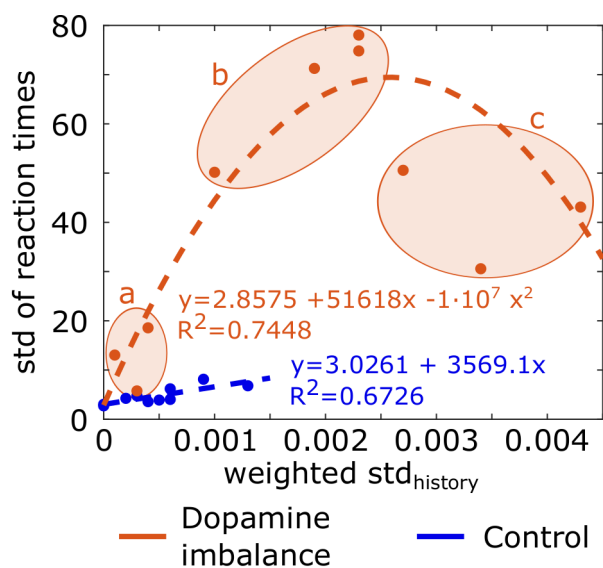 80
60
40
20
0
std of reaction times
b
c
a
y=2.8575 +51618x -1·10⁷ x²
R²=0.7448
y=3.0261 + 3569.1x
R²=0.6726
0 0.001 0.002 0.003 0.004
weighted std_history
Dopamine imbalance
Control